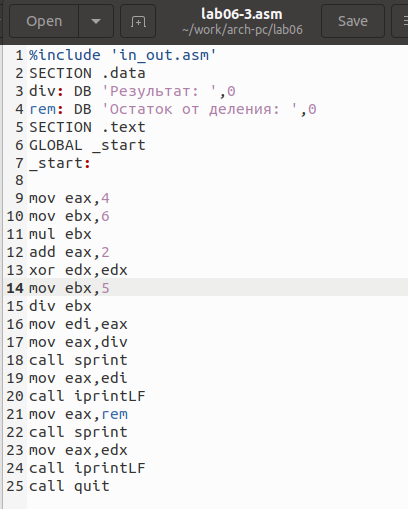 Open
lab06-3.asm
~/work/arch-pc/lab06
Save
1 %include 'in_out.asm'
2 SECTION .data
3 div: DB 'Результат: ',0
4 rem: DB 'Остаток от деления: ',0
5 SECTION .text
6 GLOBAL _start
7 _start:
8
9 mov eax,4
10 mov ebx,6
11 mul ebx
12 add eax,2
13 xor edx,edx
14 mov ebx,5
15 div ebx
16 mov edi,eax
17 mov eax,div
18 call sprint
19 mov eax,edi
20 call iprintLF
21 mov eax,rem
22 call sprint
23 mov eax,edx
24 call iprintLF
25 call quit